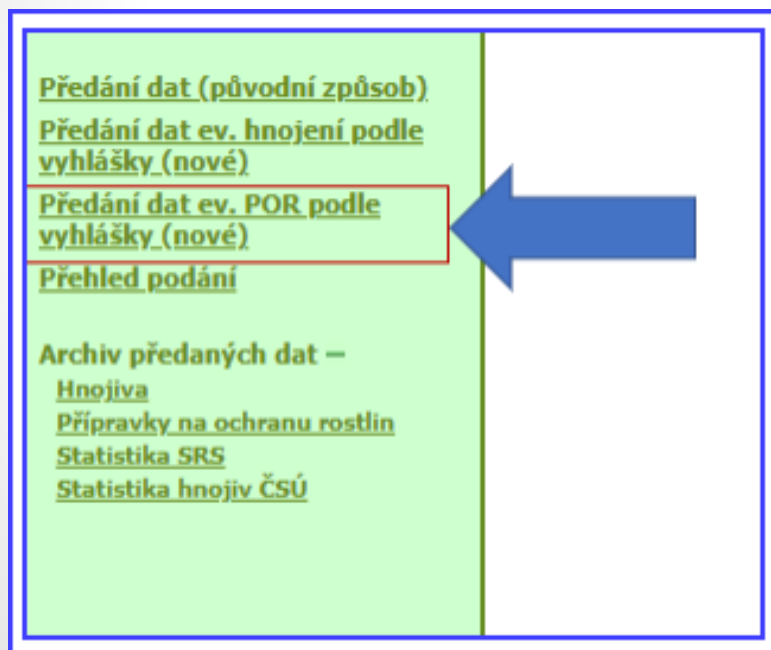 Předání dat (původní způsob)
Předání dat ev. hnojení podle
vyhlášky (nové)
Předání dat ev. POR podle
vyhlášky (nové)
Přehled podání
Archiv předaných dat –
Hnojiva
Přípravky na ochranu rostlin
Statistika SRS
Statistika hnojiv ČSÚ